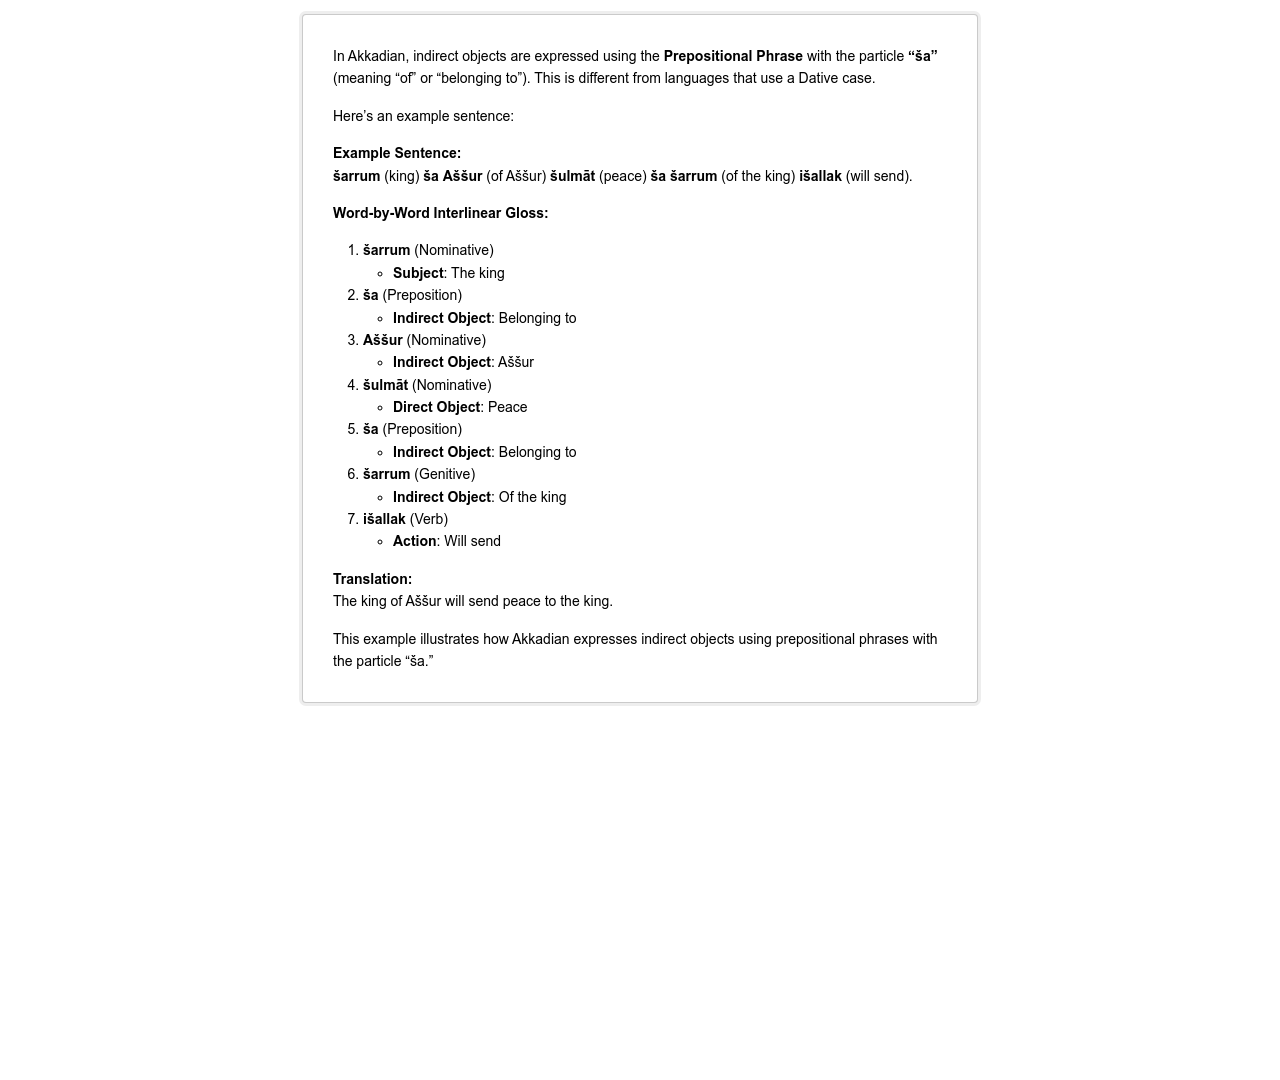 In Akkadian, indirect objects are expressed using the Prepositional Phrase with the particle “ša”
(meaning “of” or “belonging to”). This is different from languages that use a Dative case.
Here’s an example sentence:
Example Sentence:
šarrum (king) ša Aššur (of Aššur) šulmāt (peace) ša šarrum (of the king) išallak (will send).
Word-by-Word Interlinear Gloss:
1. šarrum (Nominative)
◦ Subject: The king
2. ša (Preposition)
◦ Indirect Object: Belonging to
3. Aššur (Nominative)
◦ Indirect Object: Aššur
4. šulmāt (Nominative)
◦ Direct Object: Peace
5. ša (Preposition)
◦ Indirect Object: Belonging to
6. šarrum (Genitive)
◦ Indirect Object: Of the king
7. išallak (Verb)
◦ Action: Will send
Translation:
The king of Aššur will send peace to the king.
This example illustrates how Akkadian expresses indirect objects using prepositional phrases with
the particle “ša.”